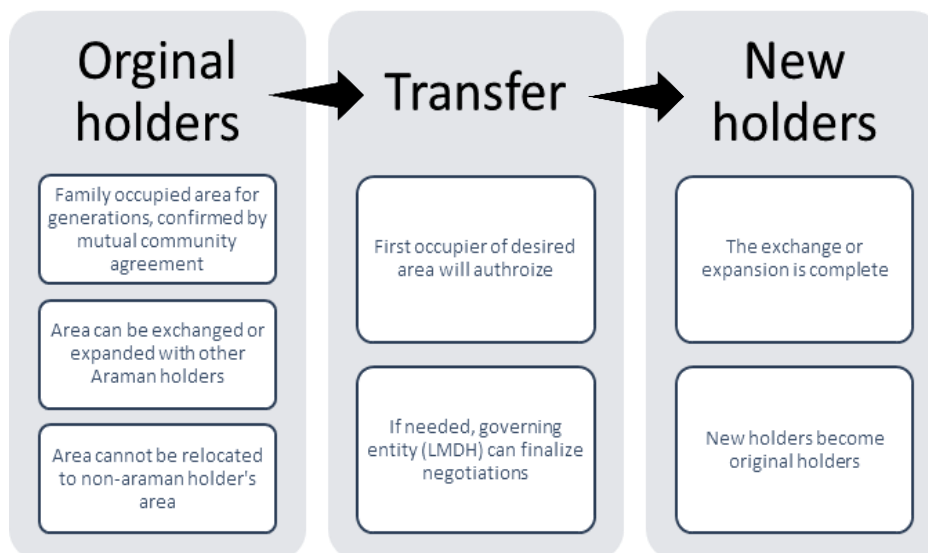 Orginal
holders
Family occupied area for
generations, confirmed by
mutual community
agreement
Area can be exchanged or
expanded with other
Araman holders
Area cannot be relocated
to non-araman holder's
area
Transfer
First occupier of desired
area will authroize
If needed, governing
entity (LMDH) can finalize
negotiations
New
holders
The exchange or
expansion is complete
New holders become
original holders